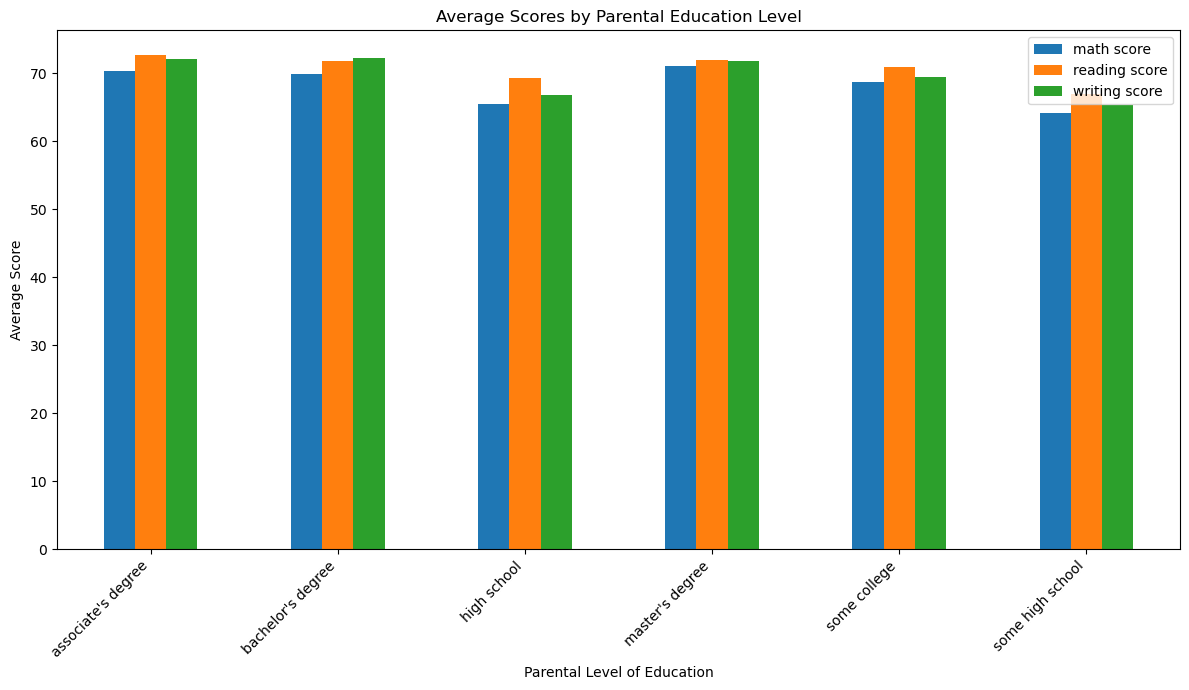 Average Scores by Parental Education Level
math score
reading score
writing score
Average Score
70
60
50
40
30
20
10
0
associate's degree
bachelor's degree
high school
master's degree
some college
some high school
Parental Level of Education